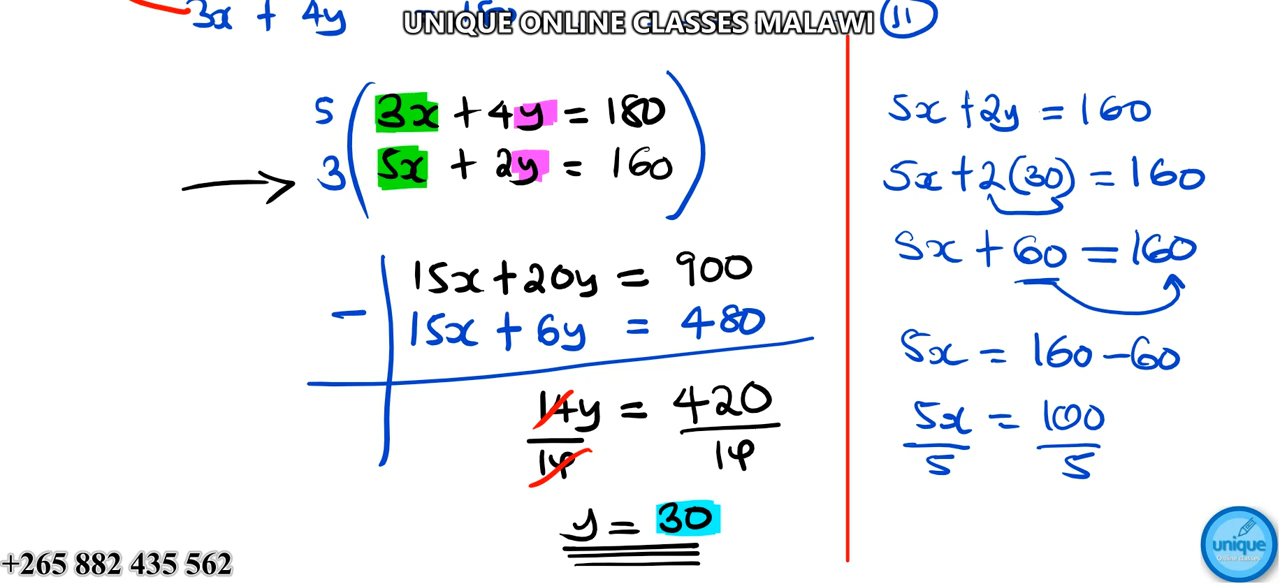 3x + 4y
UNIQUE ONLINE CLASSES MALAWI
11
5 ( 3x + 4y = 180 )
3 ( 5x + 2y = 160 )
15x + 20y = 900
− 15x + 6y = 480
14y = 420
14 14
y = 30
5x + 2y = 160
5x + 2(30) = 160
5x + 60 = 160
5x = 160 − 60
5x = 100
5 5
+265 882 435 562
unique
Online classes